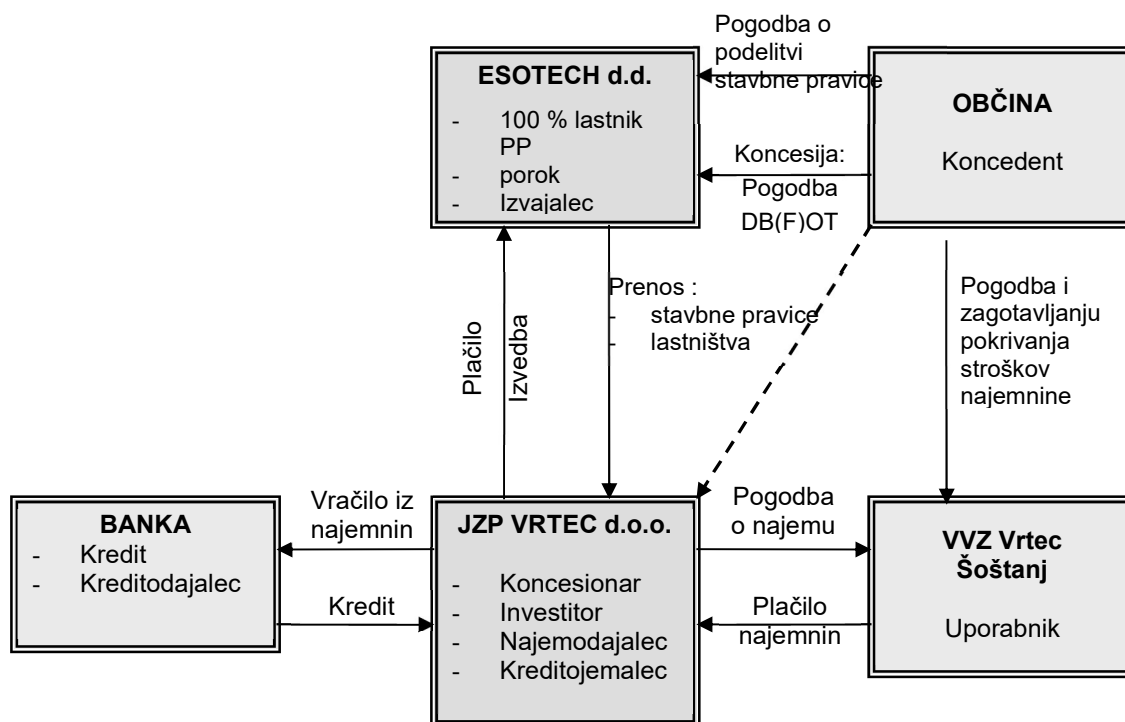 Pogodba o
podelitvi
stavbne pravice
ESOTECH d.d.
- 100 % lastnik
PP
- porok
- Izvajalec
OBČINA
Koncedent
Koncesija:
Pogodba
DB(F)OT
Plačilo
Izvedba
Prenos :
- stavbne pravice
- lastništva
Pogodba i
zagotavljanju
pokrivanja
stroškov
najemnine
BANKA
- Kredit
- Kreditodajalec
Vračilo iz
najemnin
Kredit
JZP VRTEC d.o.o.
- Koncesionar
- Investitor
- Najemodajalec
- Kreditojemalec
Pogodba
o najemu
Plačilo
najemnin
VVZ Vrtec
Šoštanj
Uporabnik